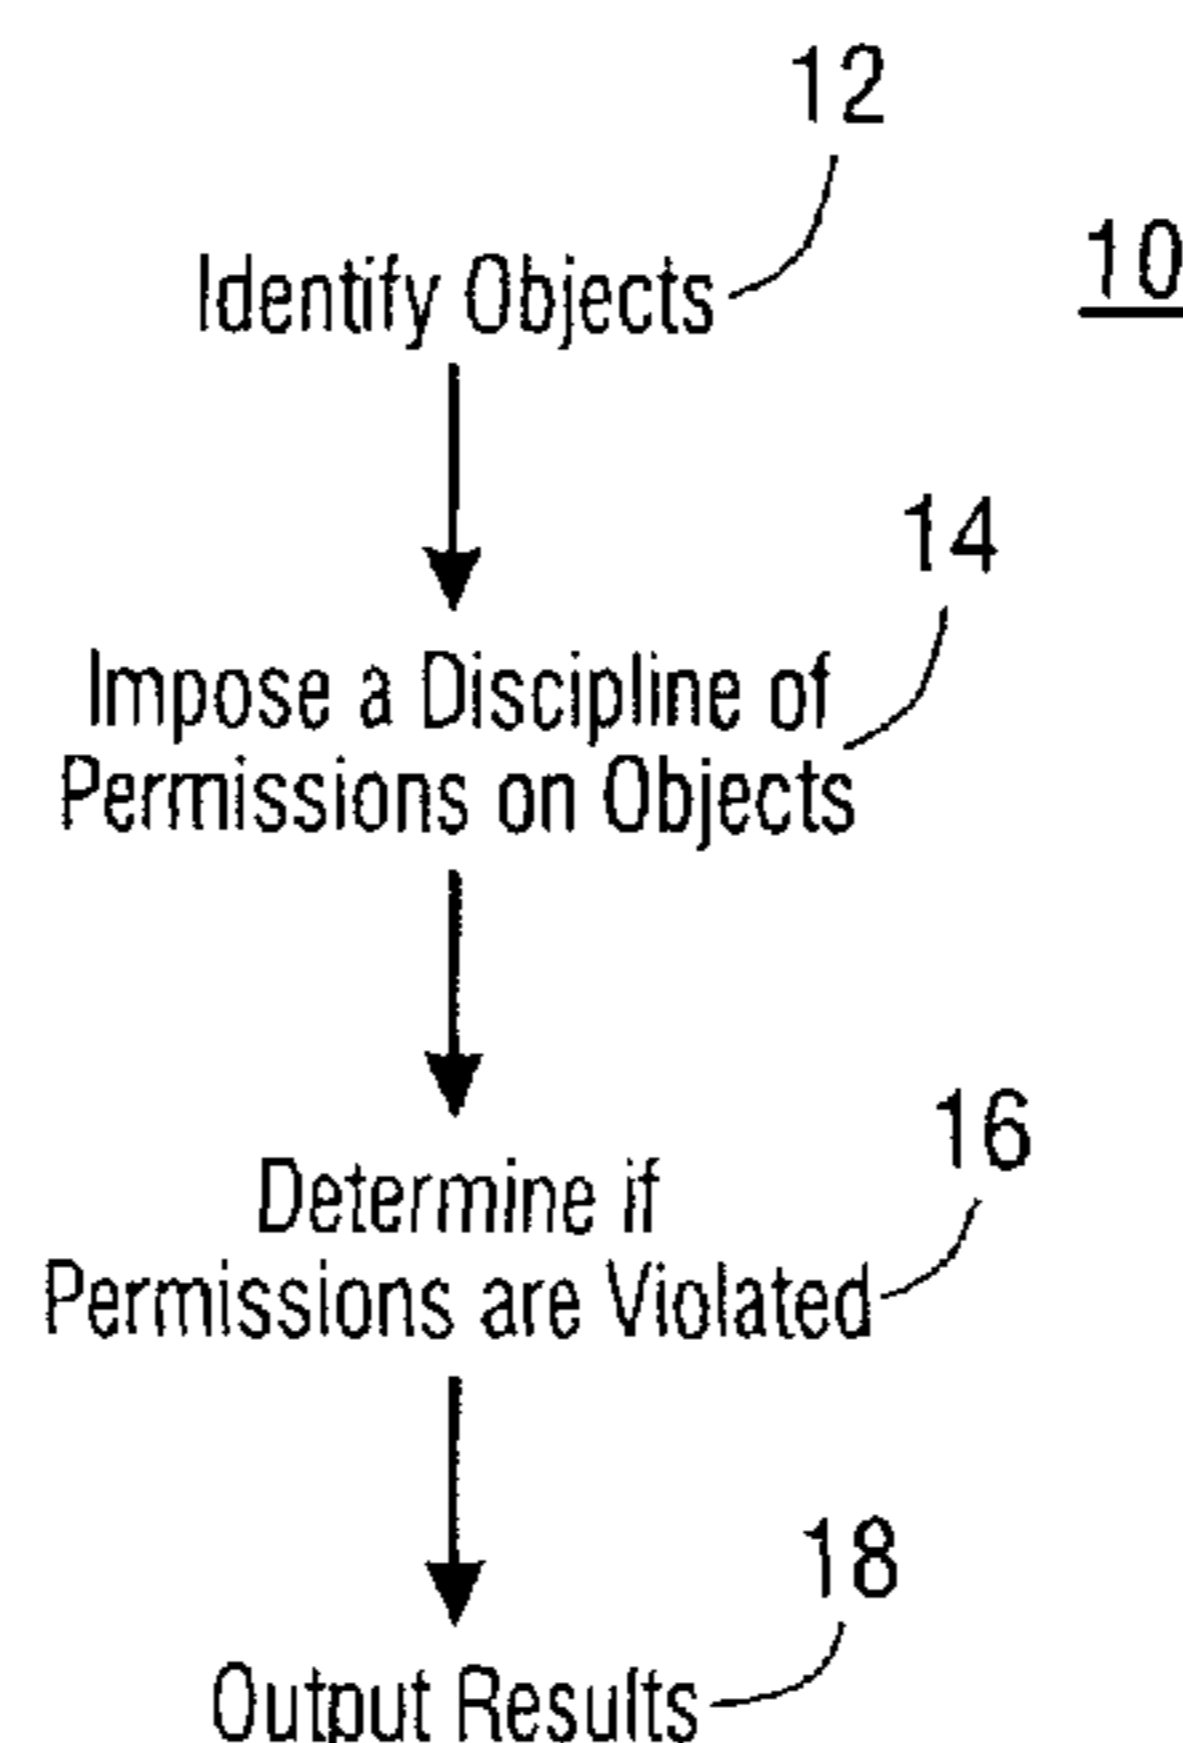 12
10
Identify Objects
14
Impose a Discipline of
Permissions on Objects
16
Determine if
Permissions are Violated
18
Output Results